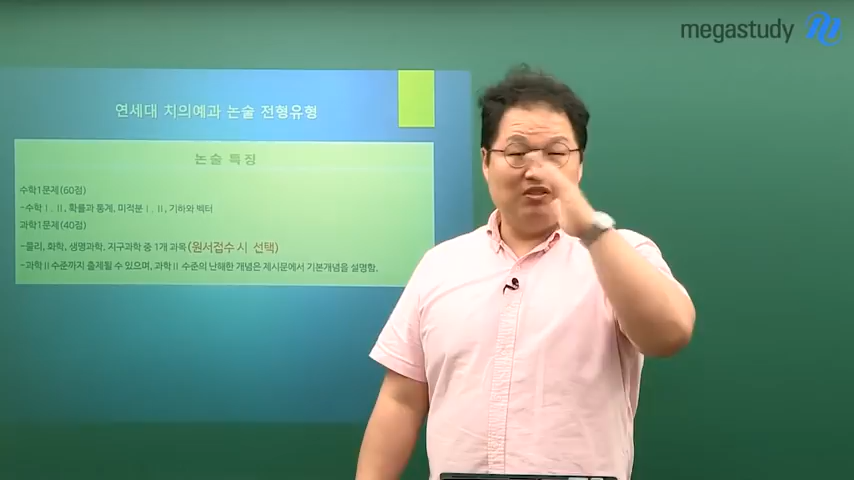 megastudy
연세대 치의예과 논술 전형유형
논술 특징
수학1문제(60점)
-수학Ⅰ.Ⅱ, 확률과 통계, 미적분Ⅰ.Ⅱ, 기하와 벡터
과학1문제(40점)
-물리, 화학, 생명과학, 지구과학 중 1개 과목(원서접수 시 선택)
-과학Ⅱ수준까지 출제될 수 있으며, 과학Ⅱ 수준의 난해한 개념은 제시문에서 기본개념을 설명함.